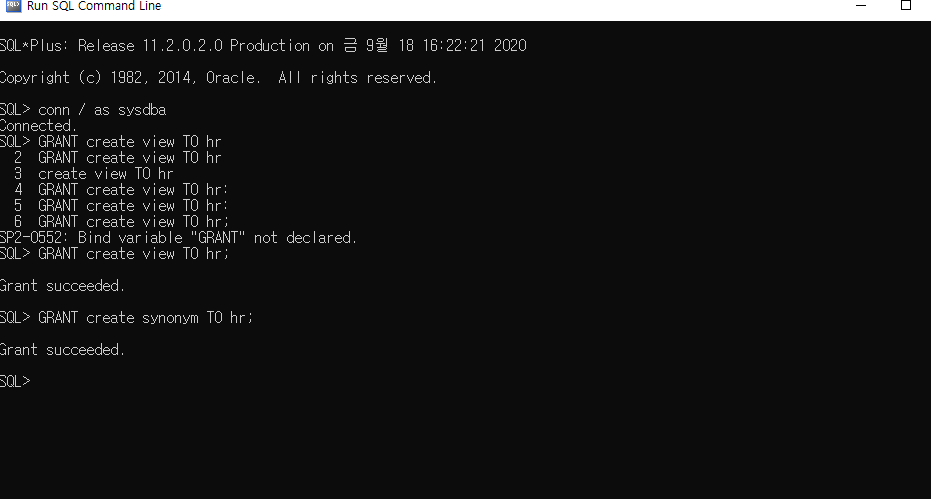 SQL> Run SQL Command Line
SQL*Plus: Release 11.2.0.2.0 Production on 금 9월 18 16:22:21 2020
Copyright (c) 1982, 2014, Oracle.  All rights reserved.
SQL> conn / as sysdba
Connected.
SQL> GRANT create view TO hr
  2  GRANT create view TO hr
  3  create view TO hr
  4  GRANT create view TO hr:
  5  GRANT create view TO hr:
  6  GRANT create view TO hr;
SP2-0552: Bind variable "GRANT" not declared.
SQL> GRANT create view TO hr;
Grant succeeded.
SQL> GRANT create synonym TO hr;
Grant succeeded.
SQL>